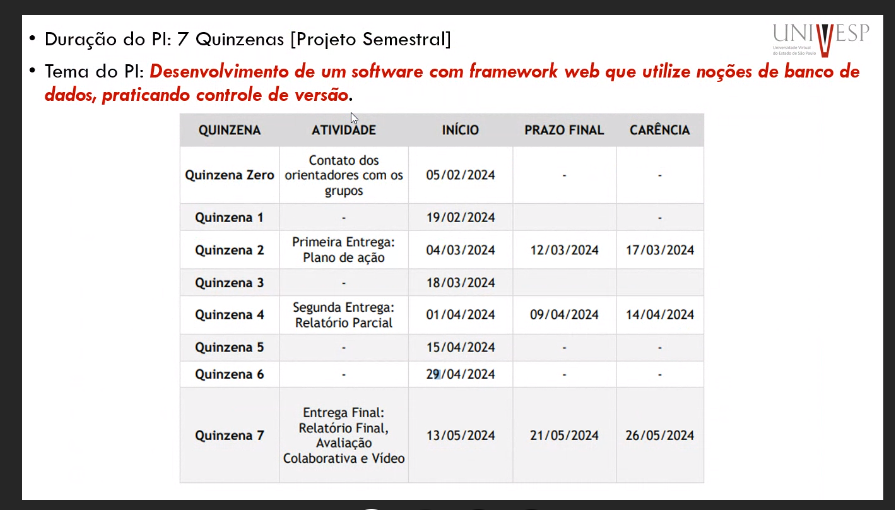 • Duração do PI: 7 Quinzenas [Projeto Semestral]
UNIVESP
Universidade Virtual
do Estado de São Paulo
• Tema do PI: Desenvolvimento de um software com framework web que utilize noções de banco de
dados, praticando controle de versão.
QUINZENA ATIVIDADE INÍCIO PRAZO FINAL CARÊNCIA
Contato dos
Quinzena Zero orientadores com os 05/02/2024 - -
grupos
Quinzena 1 - 19/02/2024 -
Primeira Entrega:
Quinzena 2 04/03/2024 12/03/2024 17/03/2024
Plano de ação
Quinzena 3 - 18/03/2024
Segunda Entrega:
Quinzena 4 01/04/2024 09/04/2024 14/04/2024
Relatório Parcial
Quinzena 5 - 15/04/2024 - -
Quinzena 6 - 29/04/2024 - -
Entrega Final:
Relatório Final,
Quinzena 7 13/05/2024 21/05/2024 26/05/2024
Avaliação
Colaborativa e Vídeo